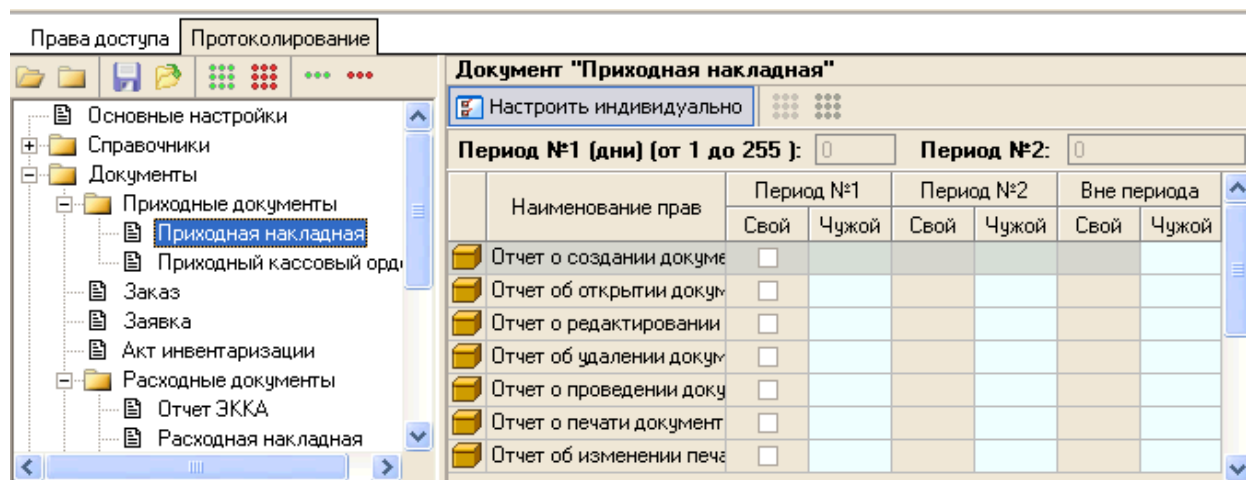 Права доступа Протоколирование
Документ "Приходная накладная"
Настроить индивидуально
Период №1 (дни) (от 1 до 255 ): 0 Период №2: 0
Наименование прав Период №1 Период №2 Вне периода
Свой Чужой Свой Чужой Свой Чужой
Отчет о создании докуме
Отчет об открытии докум
Отчет о редактировании
Отчет об удалении докум
Отчет о проведении доку
Отчет о печати документ
Отчет об изменении печа
Основные настройки
Справочники
Документы
Приходные документы
Приходная накладная
Приходный кассовый орд
Заказ
Заявка
Акт инвентаризации
Расходные документы
Отчет ЭККА
Расходная накладная